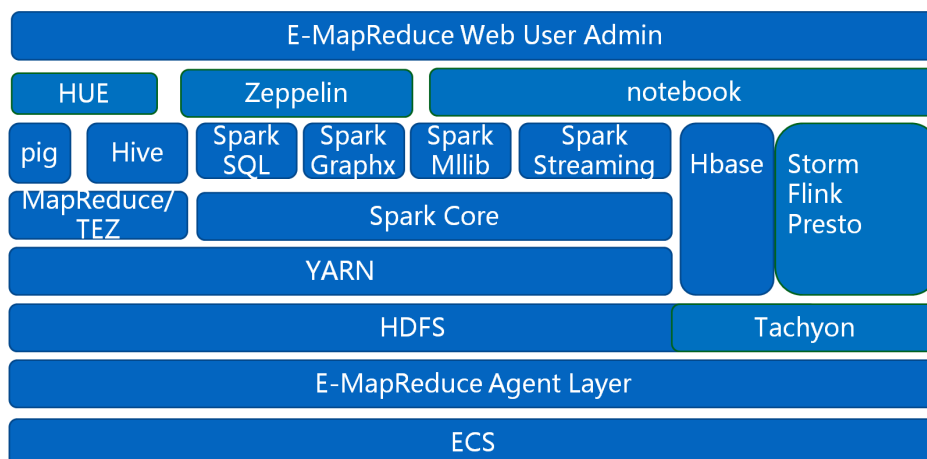 E-MapReduce Web User Admin
HUE
Zeppelin
notebook
pig
Hive
Spark
SQL
Spark
Graphx
Spark
Mllib
Spark
Streaming
Hbase
Storm
Flink
Presto
MapReduce/
TEZ
Spark Core
YARN
HDFS
Tachyon
E-MapReduce Agent Layer
ECS